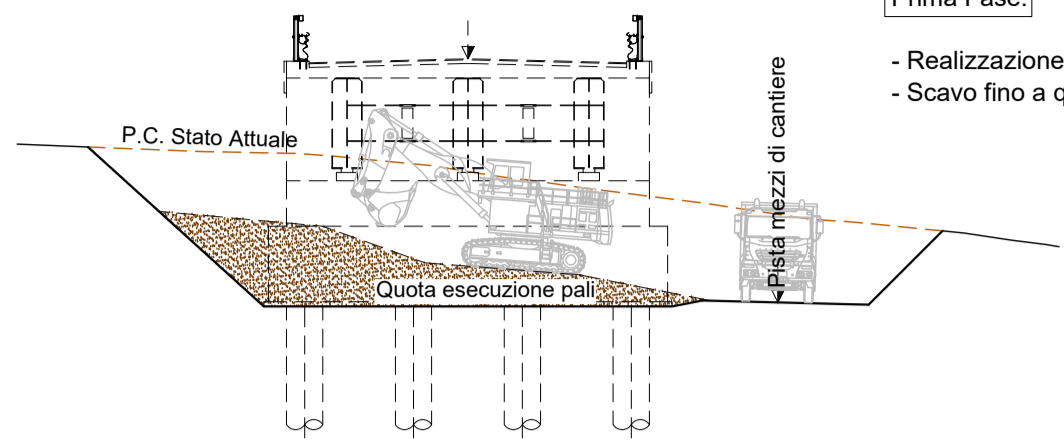 Prima Fase:
- Realizzazione
- Scavo fino a q
P.C. Stato Attuale
Pista mezzi di cantiere
Quota esecuzione pali